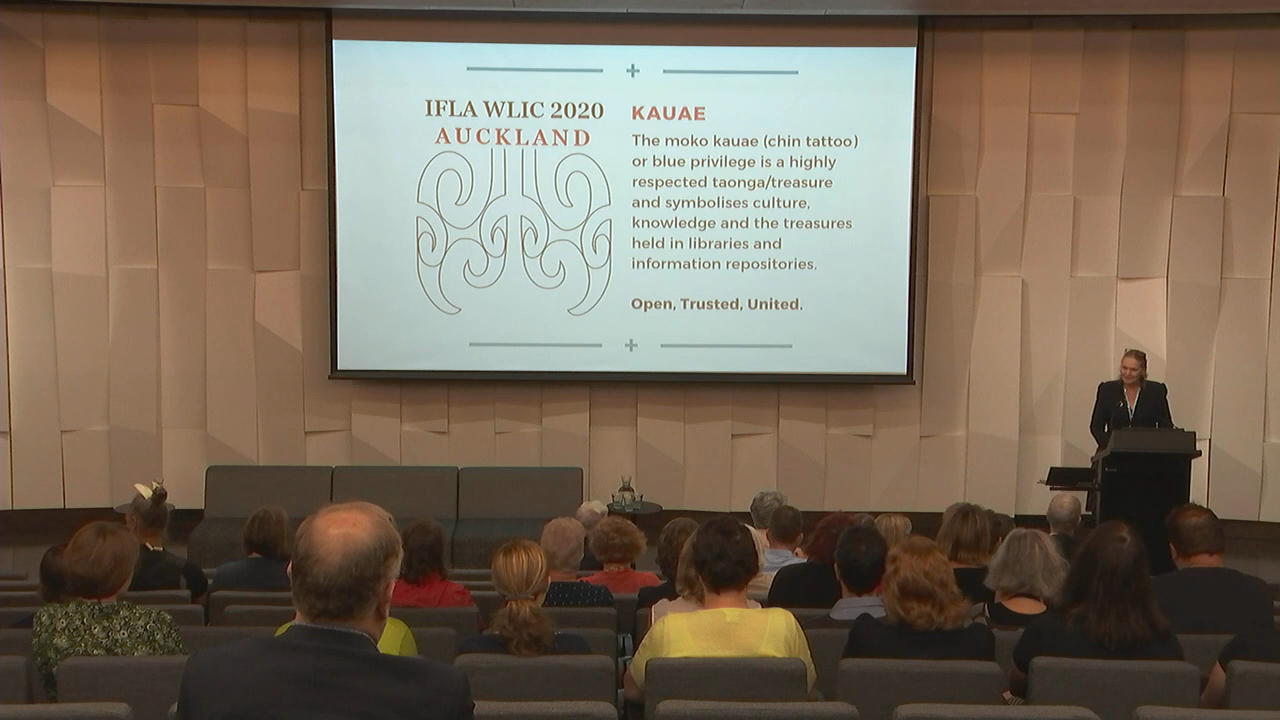 IFLA WLIC 2020
AUCKLAND
KAUAE
The moko kauae (chin tattoo)
or blue privilege is a highly
respected taonga/treasure
and symbolises culture,
knowledge and the treasures
held in libraries and
information repositories.
Open, Trusted, United.